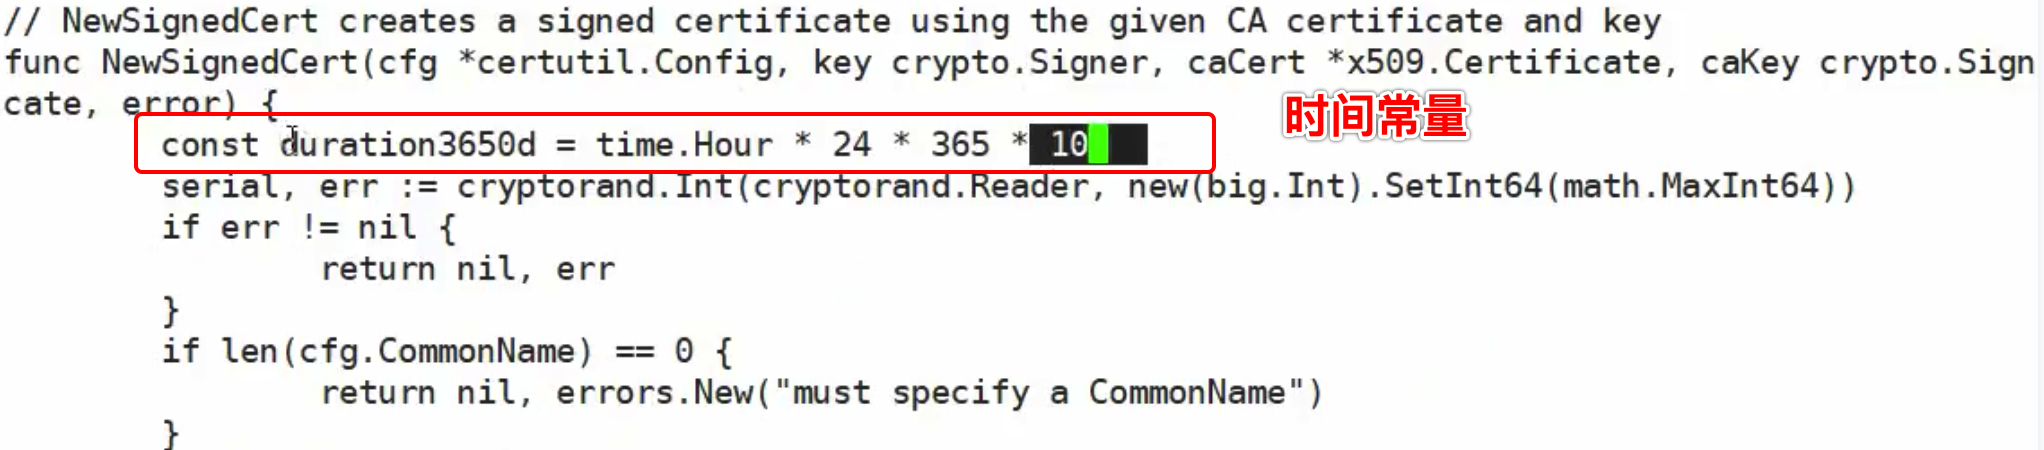 // NewSignedCert creates a signed certificate using the given CA certificate and key
func NewSignedCert(cfg *certutil.Config, key crypto.Signer, caCert *x509.Certificate, caKey crypto.Sign
cate, error) {
const duration3650d = time.Hour * 24 * 365 * 10
时间常量
serial, err := cryptorand.Int(cryptorand.Reader, new(big.Int).SetInt64(math.MaxInt64))
if err != nil {
return nil, err
}
if len(cfg.CommonName) == 0 {
return nil, errors.New("must specify a CommonName")
}